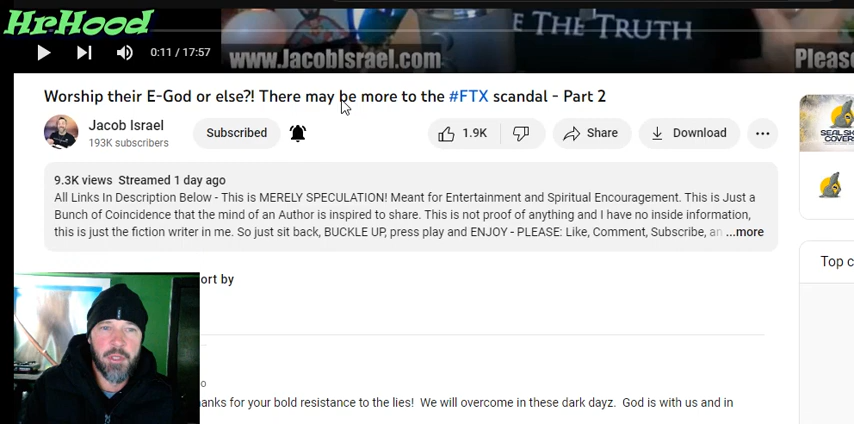 HrHood
E THE TRUTH
0:11 / 17:57
www.JacobIsrael.com
Please
Worship their E-God or else?! There may be more to the #FTX scandal - Part 2
Jacob Israel
193K subscribers
Subscribed
1.9K
Share
Download
9.3K views Streamed 1 day ago
All Links In Description Below - This is MERELY SPECULATION! Meant for Entertainment and Spiritual Encouragement. This is Just a
Bunch of Coincidence that the mind of an Author is inspired to share. This is not proof of anything and I have no inside information,
this is just the fiction writer in me. So just sit back, BUCKLE UP, press play and ENJOY - PLEASE: Like, Comment, Subscribe, an ...more
SEALSK
COVER
Top c
ort by
o
anks for your bold resistance to the lies! We will overcome in these dark dayz. God is with us and in